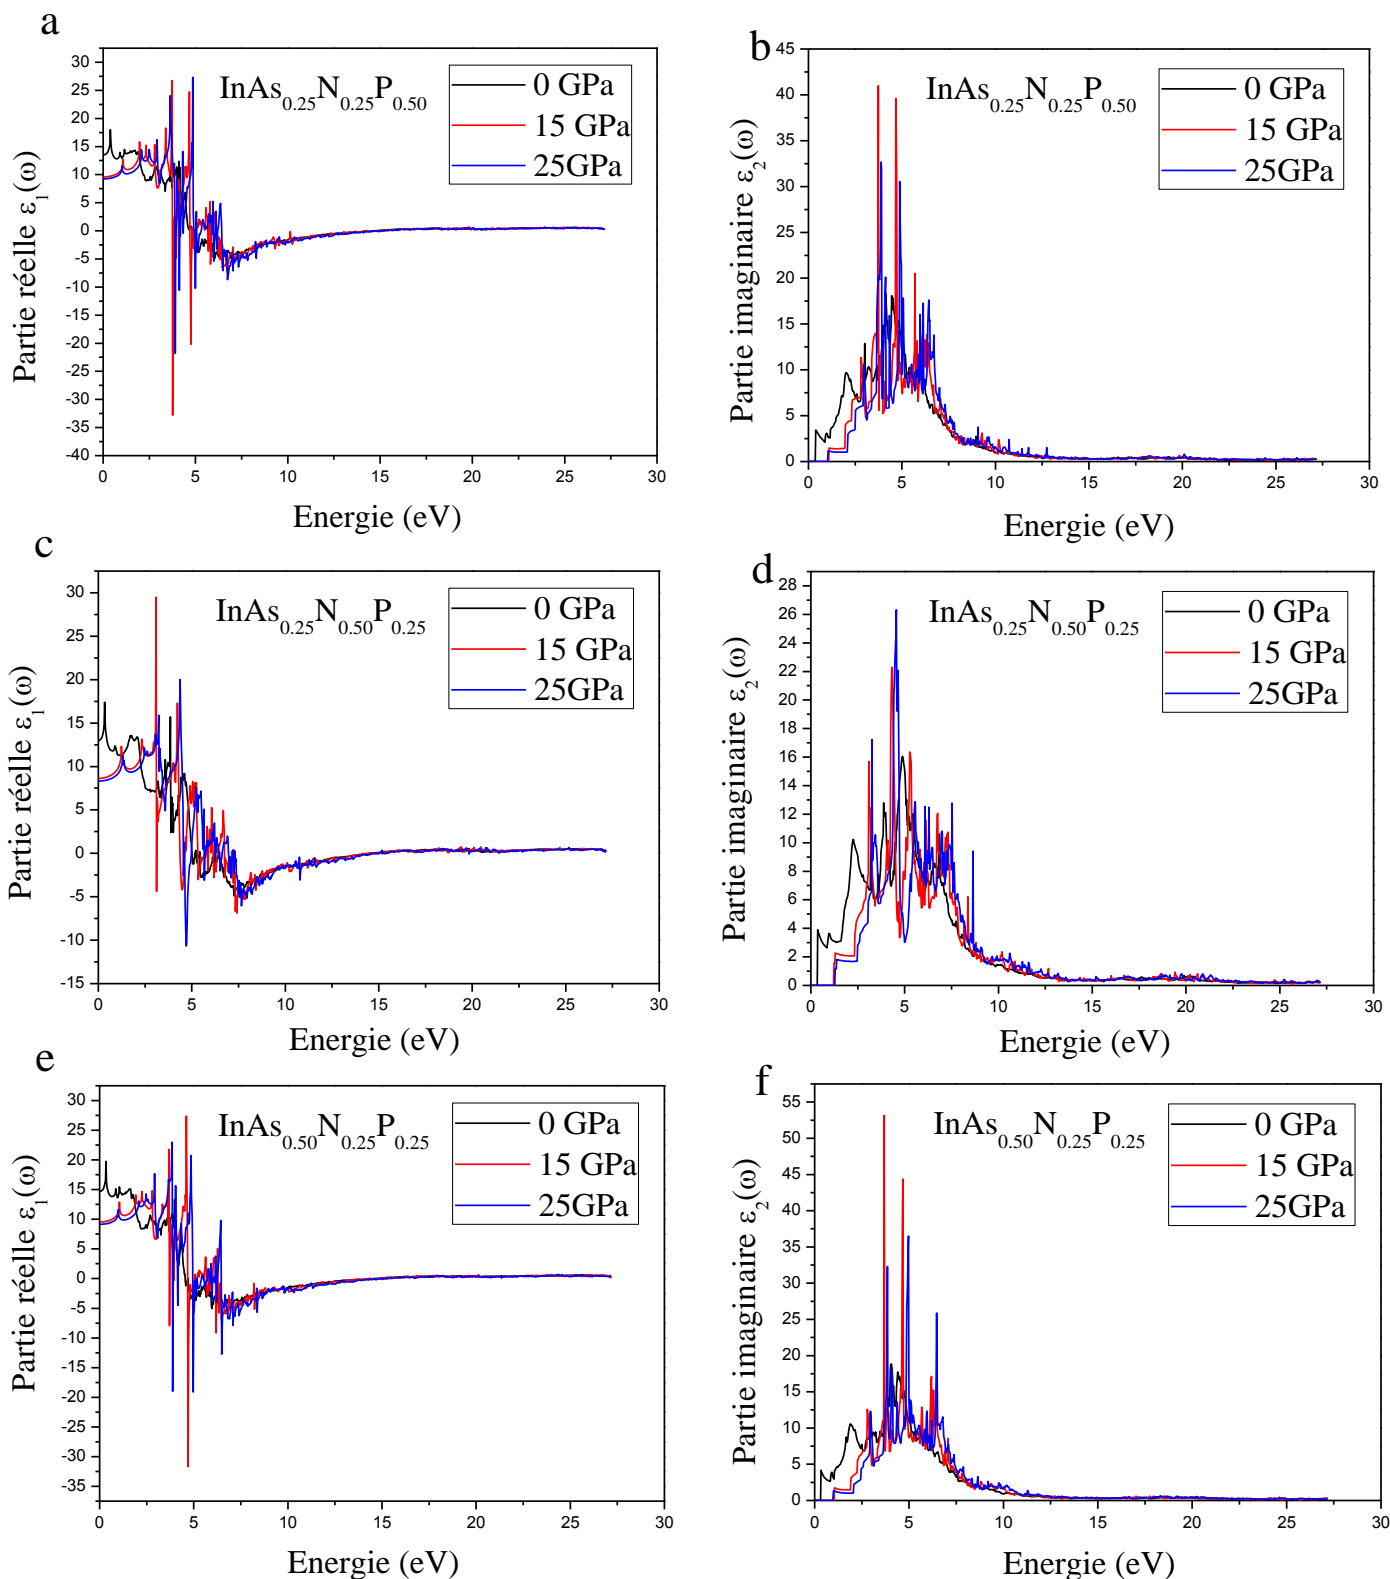 a
InAs0.25N0.25P0.50
0 GPa
15 GPa
25GPa
Partie réelle ε1(ω)
30
25
20
15
10
5
0
-5
-10
-15
-20
-25
-30
-35
-40
0
5
10
15
20
25
30
Energie (eV)
b
InAs0.25N0.25P0.50
0 GPa
15 GPa
25GPa
Partie imaginaire ε2(ω)
45
40
35
30
25
20
15
10
5
0
0
5
10
15
20
25
30
Energie (eV)
c
InAs0.25N0.50P0.25
0 GPa
15 GPa
25GPa
Partie réelle ε1(ω)
30
25
20
15
10
5
0
-5
-10
-15
0
5
10
15
20
25
30
Energie (eV)
d
InAs0.25N0.50P0.25
0 GPa
15 GPa
25GPa
Partie imaginaire ε2(ω)
28
26
24
22
20
18
16
14
12
10
8
6
4
2
0
0
5
10
15
20
25
30
Energie (eV)
e
InAs0.50N0.25P0.25
0 GPa
15 GPa
25GPa
Partie réelle ε1(ω)
30
25
20
15
10
5
0
-5
-10
-15
-20
-25
-30
-35
0
5
10
15
20
25
30
Energie (eV)
f
InAs0.50N0.25P0.25
0 GPa
15 GPa
25GPa
Partie imaginaire ε2(ω)
55
50
45
40
35
30
25
20
15
10
5
0
0
5
10
15
20
25
30
Energie (eV)